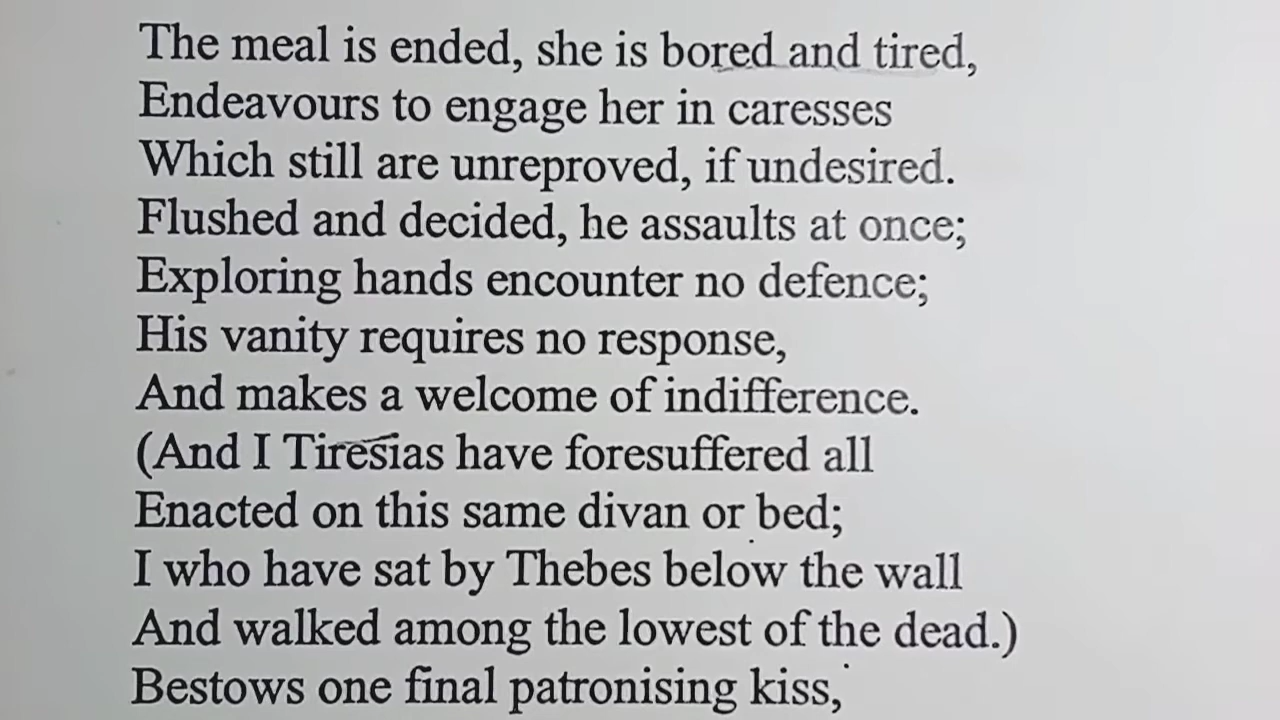 The meal is ended, she is bored and tired,
Endeavours to engage her in caresses
Which still are unreproved, if undesired.
Flushed and decided, he assaults at once;
Exploring hands encounter no defence;
His vanity requires no response,
And makes a welcome of indifference.
(And I Tiresias have foresuffered all
Enacted on this same divan or bed;
I who have sat by Thebes below the wall
And walked among the lowest of the dead.)
Bestows one final patronising kiss,